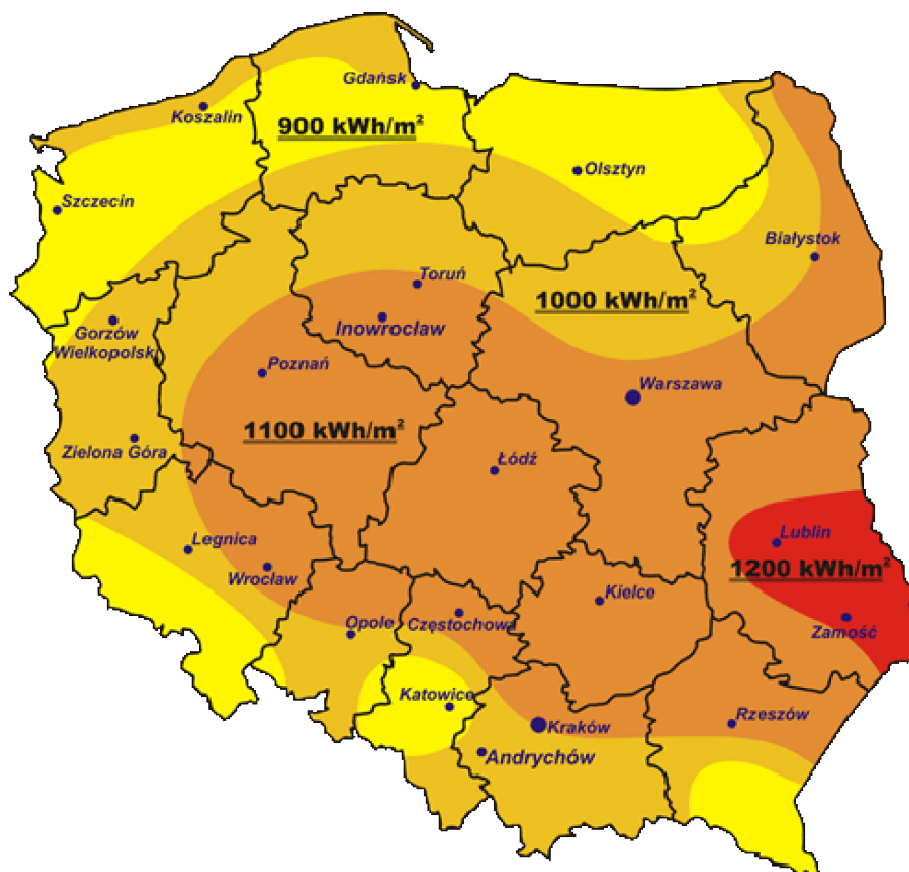 Gdańsk
Koszalin
900 kWh/m²
Olsztyn
Szczecin
Białystok
Toruń
1000 kWh/m²
Inowrocław
Gorzów
Wielkopolski
Poznań
Warszawa
1100 kWh/m²
Zielona Góra
Łódź
Legnica
Lublin
Wrocław
1200 kWh/m²
Kielce
Opole
Częstochowa
Zamość
Katowice
Rzeszów
Kraków
Andrychów